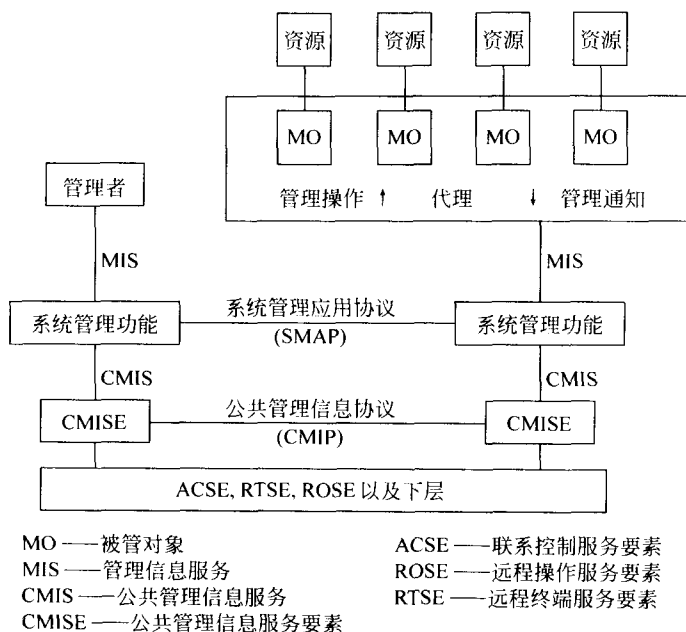 资源 资源 资源 资源
MO MO MO MO
管理者
管理操作 ↑ 代理 ↓ 管理通知
MIS MIS
系统管理功能 系统管理应用协议 系统管理功能
(SMAP)
CMIS CMIS
CMISE 公共管理信息协议 CMISE
(CMIP)
ACSE, RTSE, ROSE 以及下层
MO——被管对象
MIS——管理信息服务
CMIS——公共管理信息服务
CMISE——公共管理信息服务要素
ACSE——联系控制服务要素
ROSE——远程操作服务要素
RTSE——远程终端服务要素